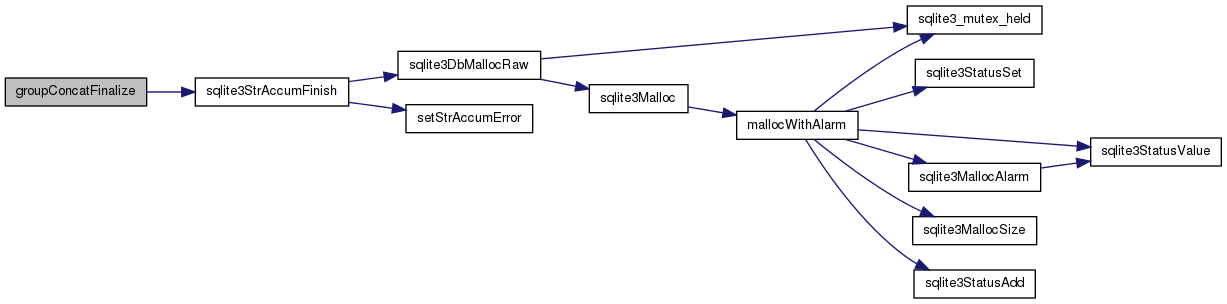 groupConcatFinalize
sqlite3StrAccumFinish
sqlite3DbMallocRaw
setStrAccumError
sqlite3Malloc
mallocWithAlarm
sqlite3_mutex_held
sqlite3StatusSet
sqlite3MallocAlarm
sqlite3MallocSize
sqlite3StatusAdd
sqlite3StatusValue